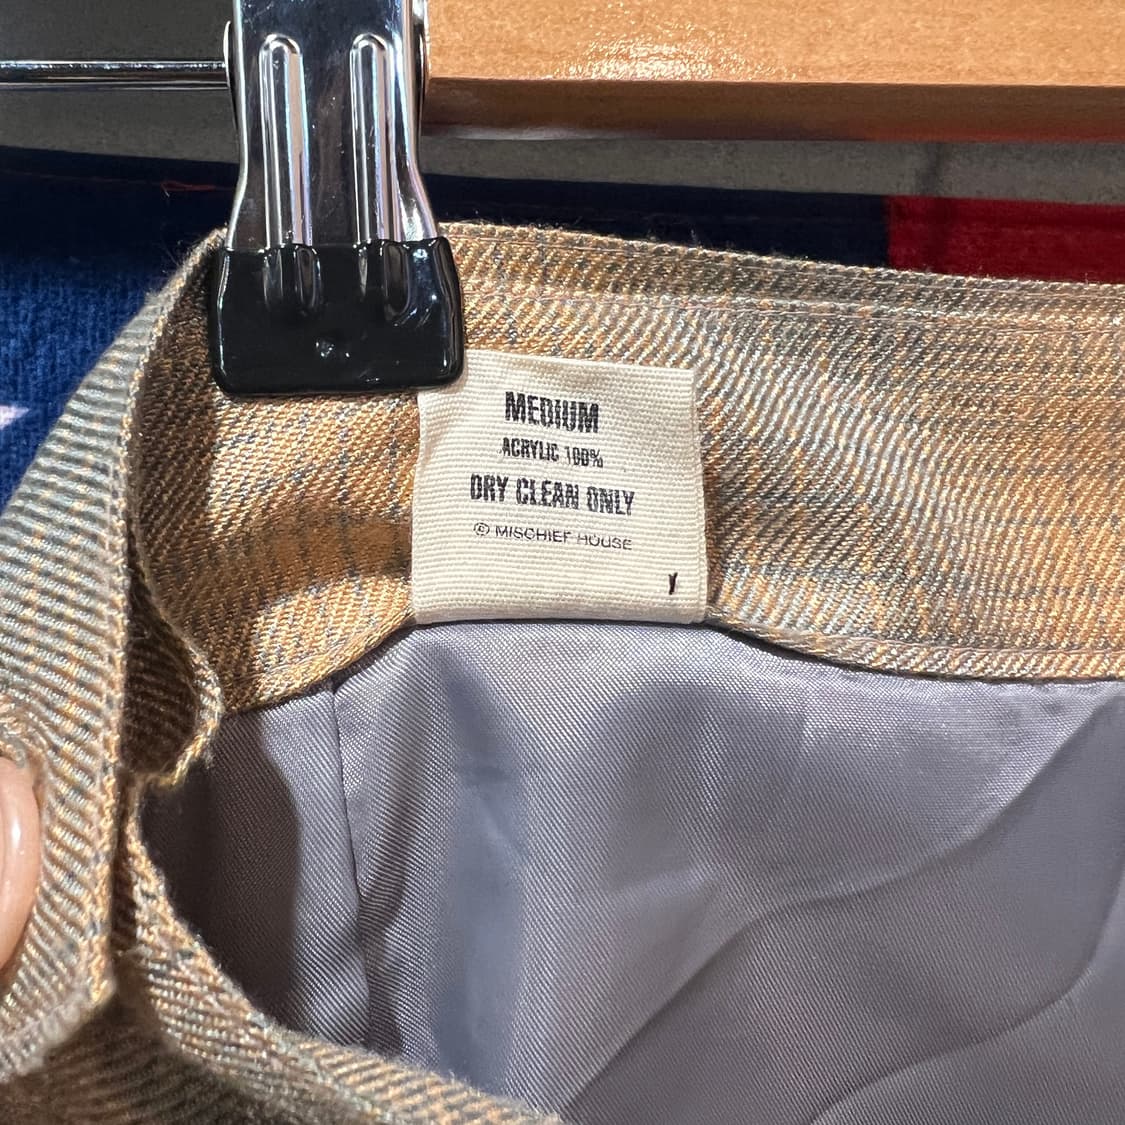 MEDIUM
ACRYLIC 100%
DRY CLEAN ONLY
© MISCHIEF HOUSE
Y